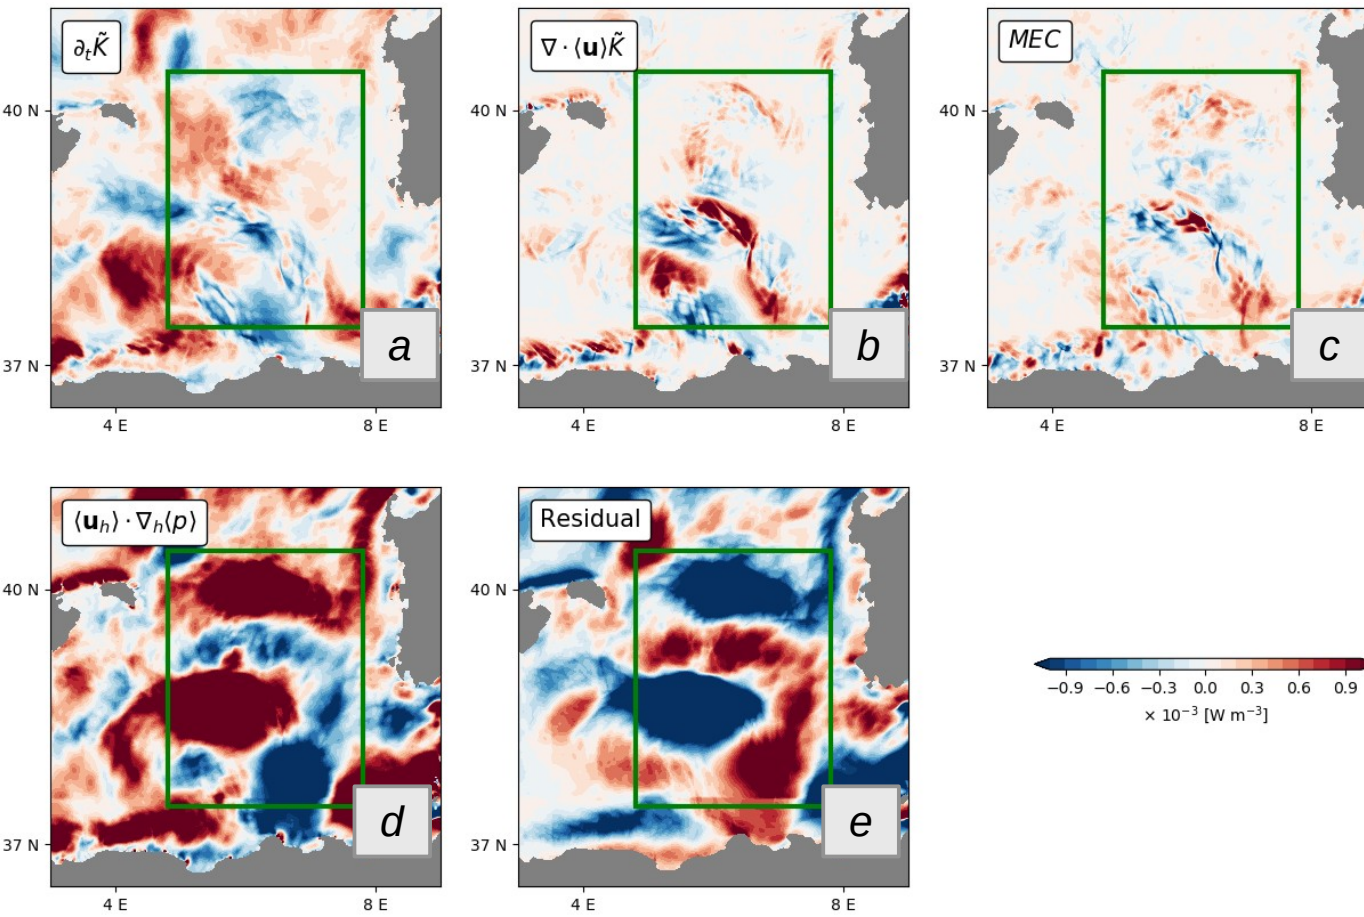 ∂ₜK̃
∇ · ⟨𝐮⟩K̃
MEC
40 N
40 N
40 N
a
b
c
37 N
37 N
37 N
4 E
8 E
4 E
8 E
4 E
8 E
⟨𝐮ₕ⟩ · ∇ₕ⟨p⟩
Residual
40 N
40 N
−0.9 −0.6 −0.3 0.0 0.3 0.6 0.9
× 10⁻³ [W m⁻³]
d
e
37 N
37 N
4 E
8 E
4 E
8 E